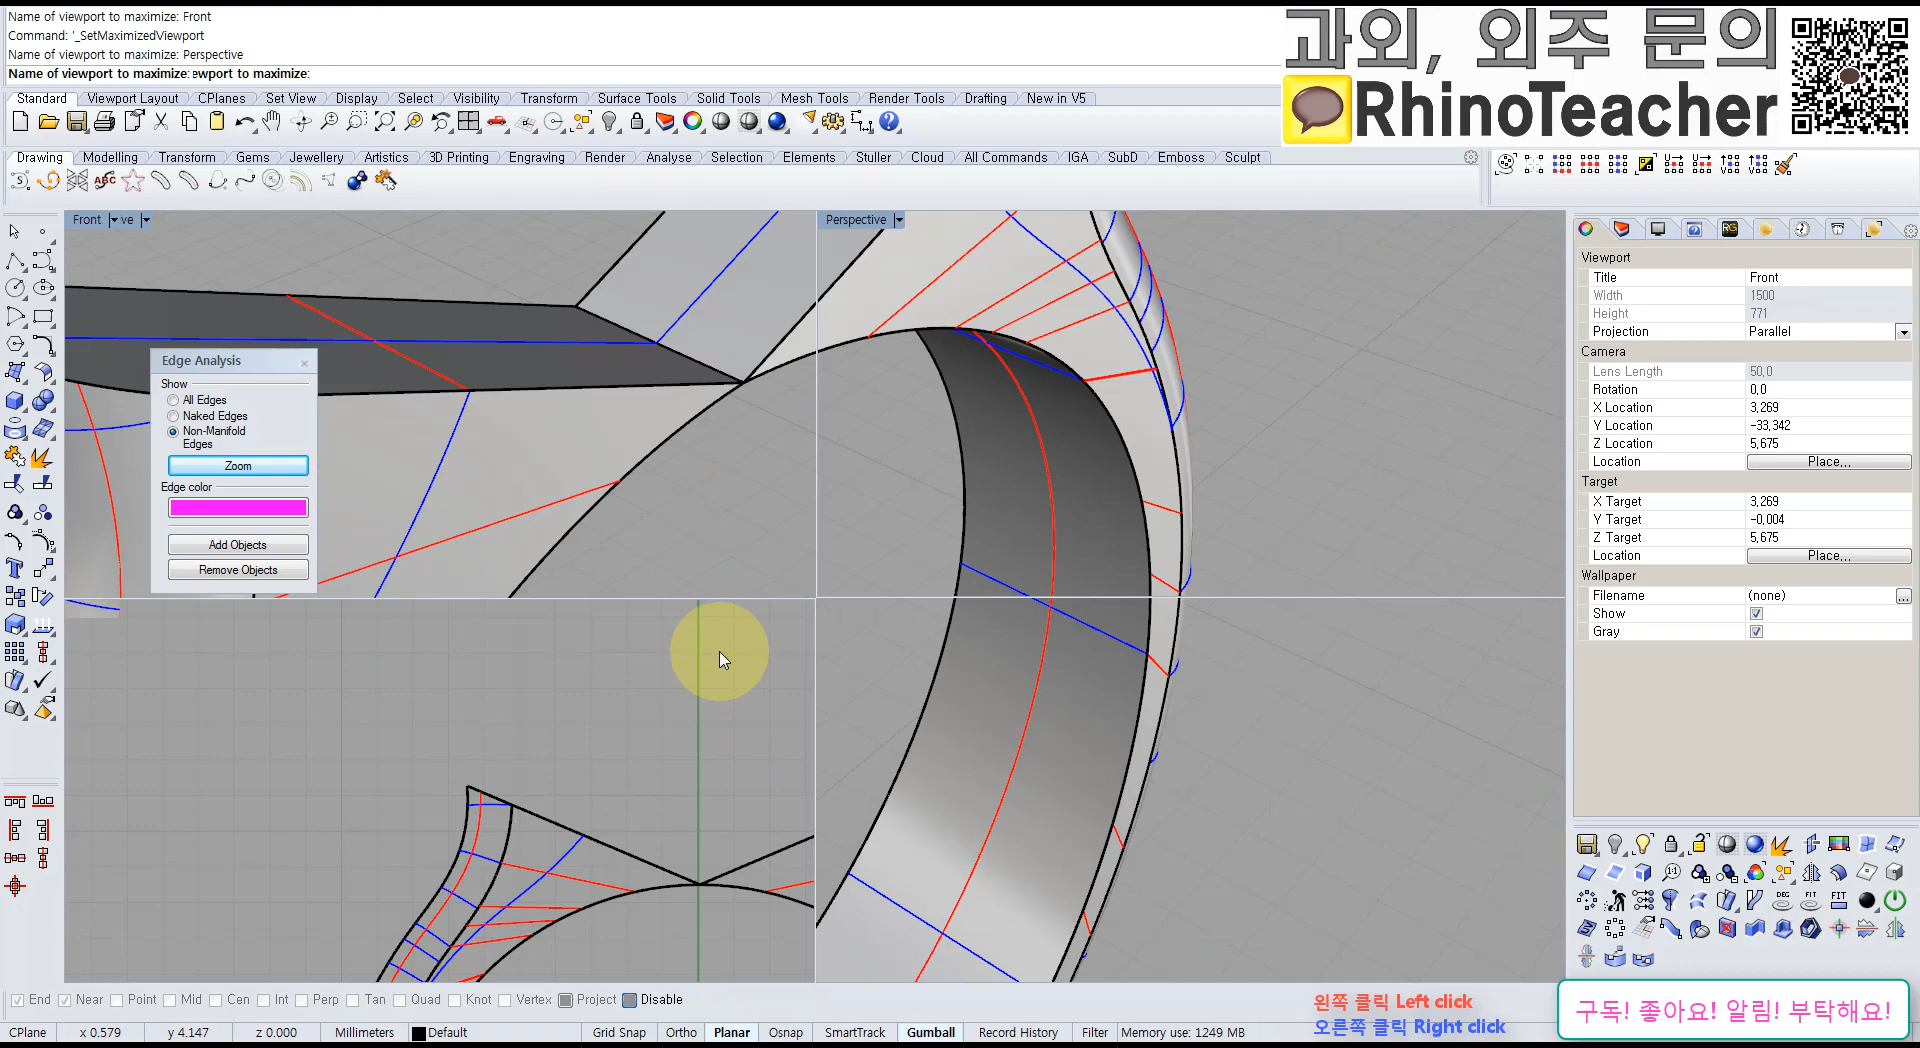 Name of viewport to maximize: Front
Command: '_SetMaximizedViewport
Name of viewport to maximize: Perspective
Name of viewport to maximize: ewport to maximize:
과외, 외주 문의
RhinoTeacher
Standard Viewport Layout CPlanes Set View Display Select Visibility Transform Surface Tools Solid Tools Mesh Tools Render Tools Drafting New in V5
Drawing Modelling Transform Gems Jewellery Artistics 3D Printing Engraving Render Analyse Selection Elements Stuller Cloud All Commands IGA SubD Emboss Sculpt
Front ve
Perspective
Edge Analysis
Show
All Edges
Naked Edges
Non-Manifold
Edges
Zoom
Edge color
Add Objects
Remove Objects
Viewport
Title Front
Width 1500
Height 771
Projection Parallel
Camera
Lens Length 50,0
Rotation 0,0
X Location 3,269
Y Location -33,342
Z Location 5,675
Location Place...
Target
X Target 3,269
Y Target -0,004
Z Target 5,675
Location Place...
Wallpaper
Filename (none) ...
Show
Gray
End Near Point Mid Cen Int Perp Tan Quad Knot Vertex Project Disable
왼쪽 클릭 Left click
오른쪽 클릭 Right click
구독! 좋아요! 알림! 부탁해요!
CPlane x 0.579 y 4.147 z 0.000 Millimeters Default Grid Snap Ortho Planar Osnap SmartTrack Gumball Record History Filter Memory use: 1249 MB